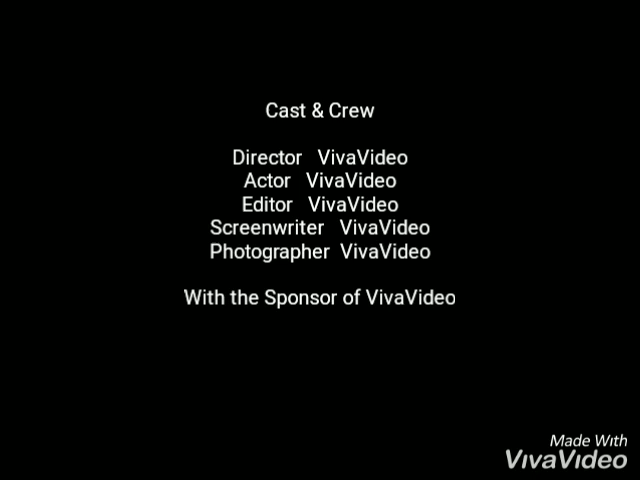 Cast & Crew
Director VivaVideo
Actor VivaVideo
Editor VivaVideo
Screenwriter VivaVideo
Photographer VivaVideo
With the Sponsor of VivaVideo
Made With
VivaVideo